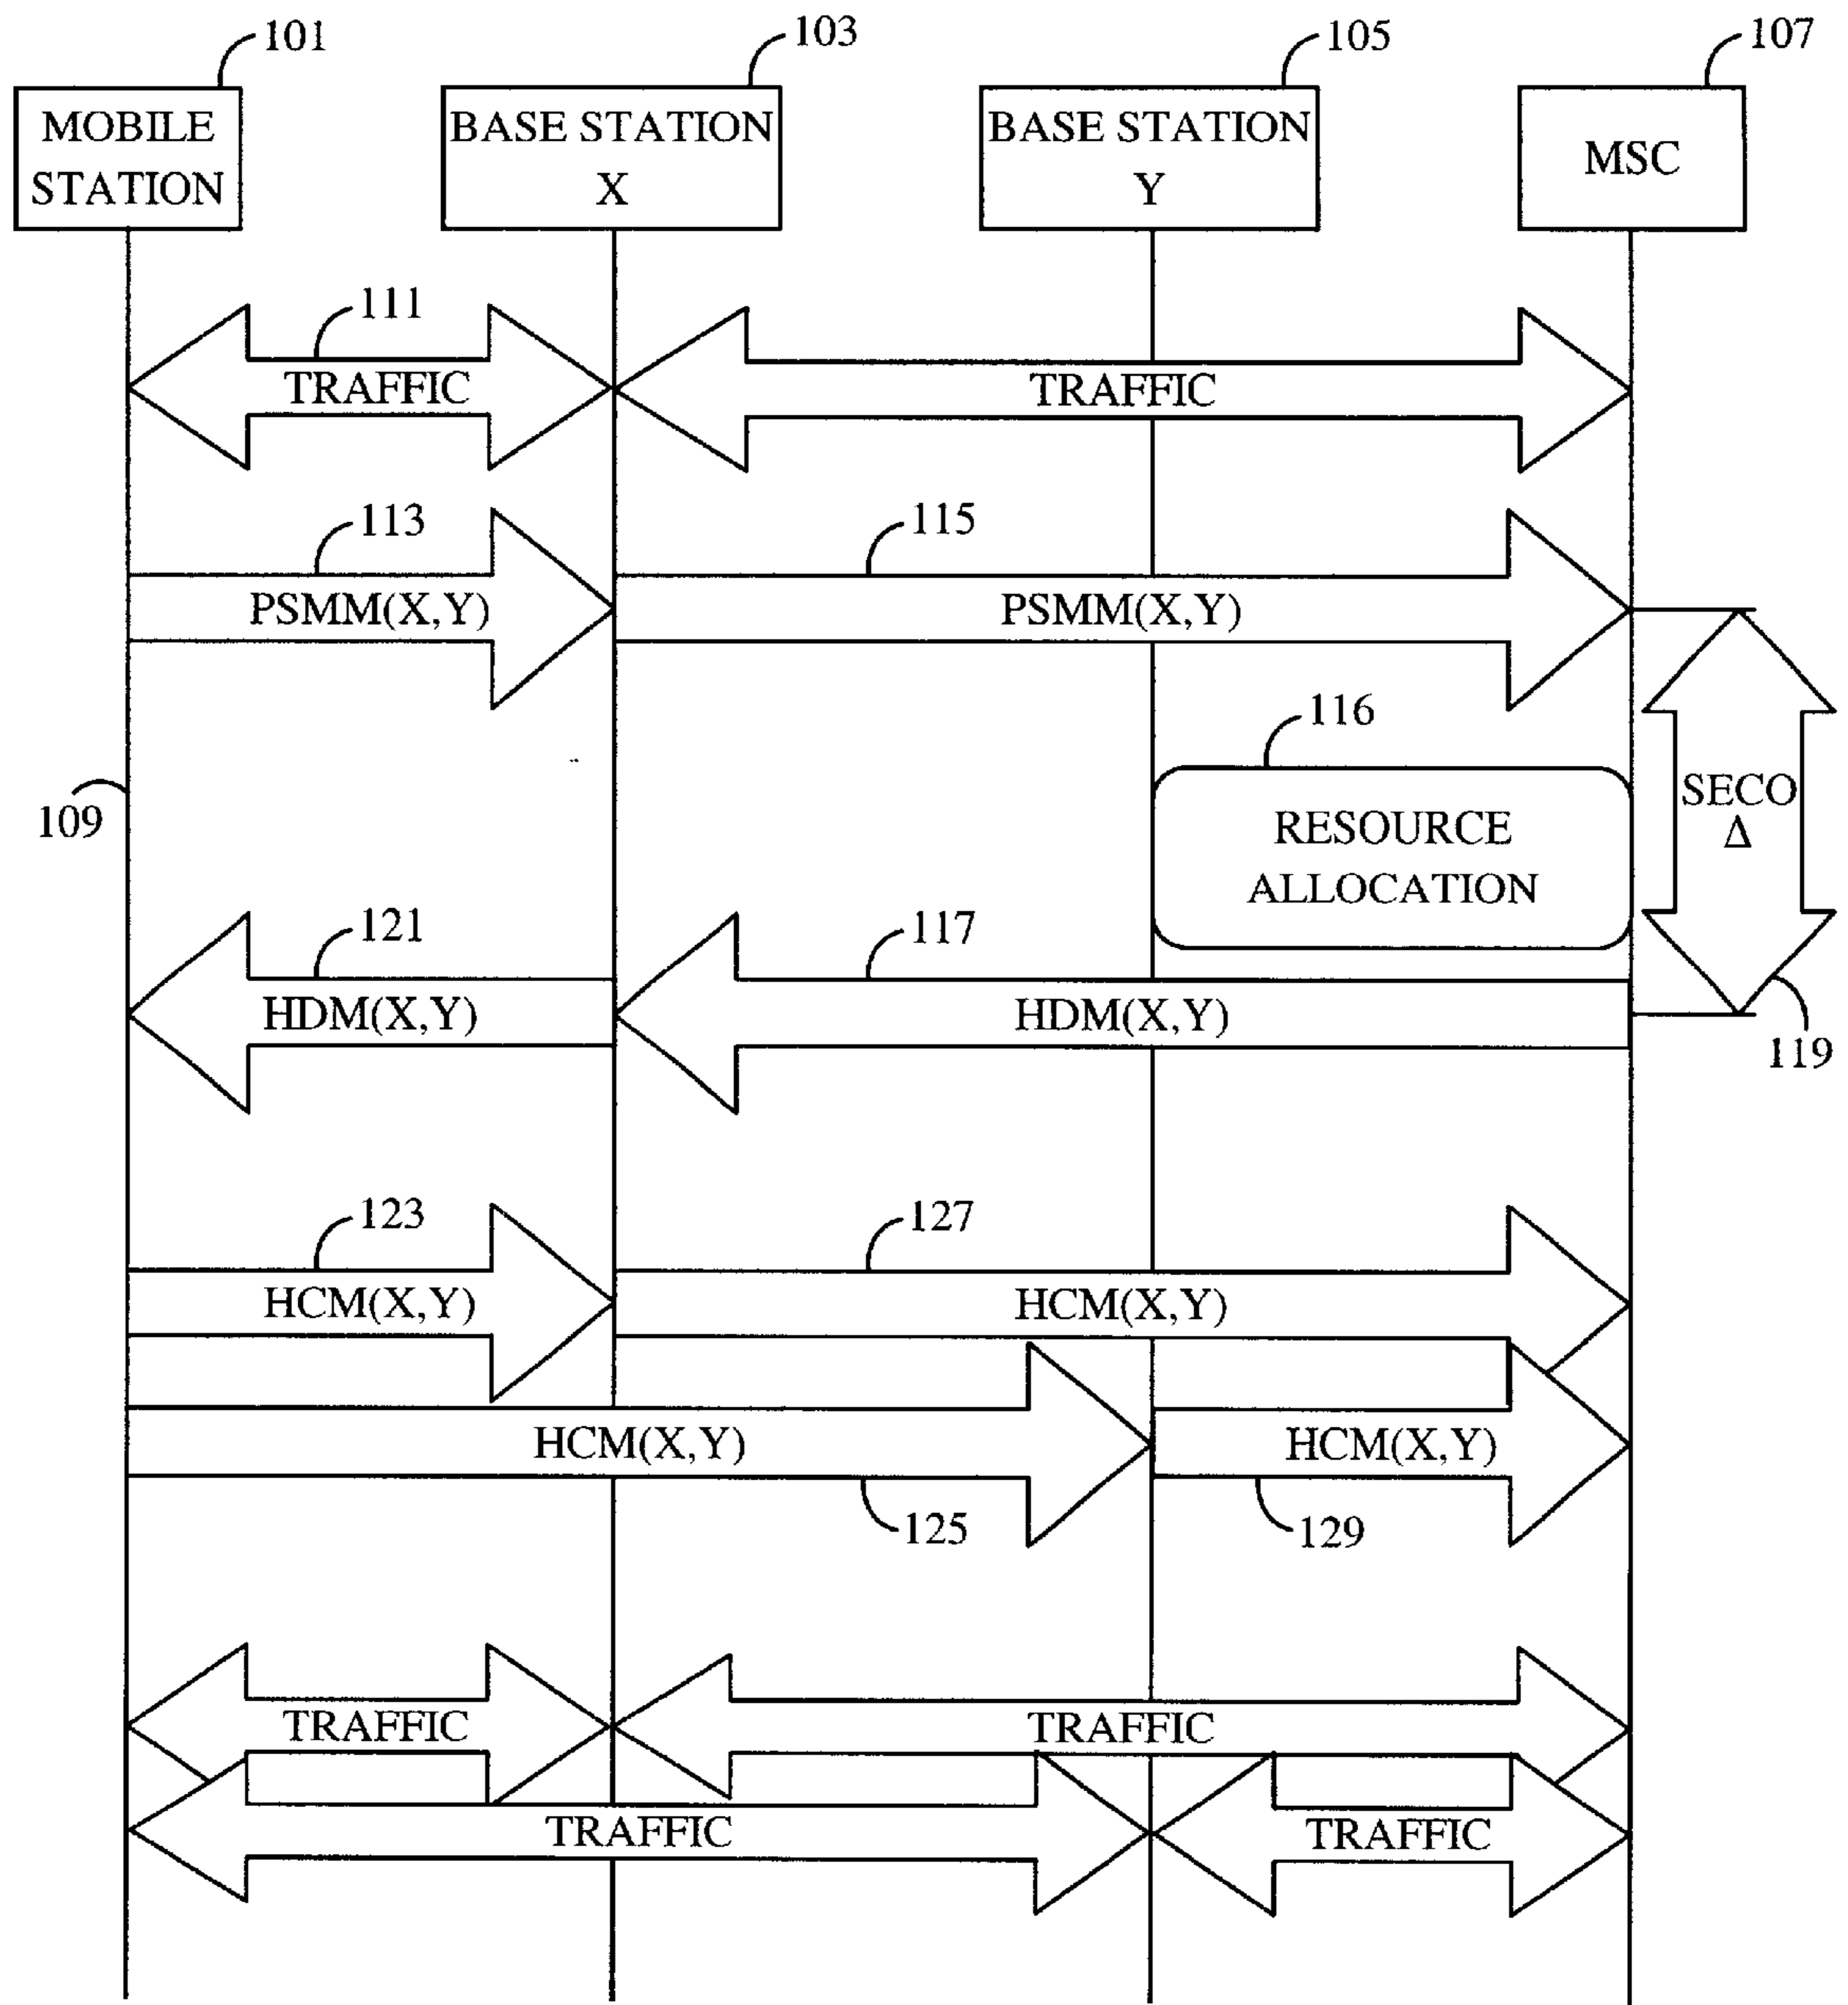 101
103
105
107
MOBILE
STATION
BASE STATION
X
BASE STATION
Y
MSC
111
TRAFFIC
TRAFFIC
113
115
PSMM(X,Y)
PSMM(X,Y)
116
109
RESOURCE
ALLOCATION
SECO
Δ
121
117
HDM(X,Y)
HDM(X,Y)
119
123
127
HCM(X,Y)
HCM(X,Y)
HCM(X,Y)
HCM(X,Y)
125
129
TRAFFIC
TRAFFIC
TRAFFIC
TRAFFIC